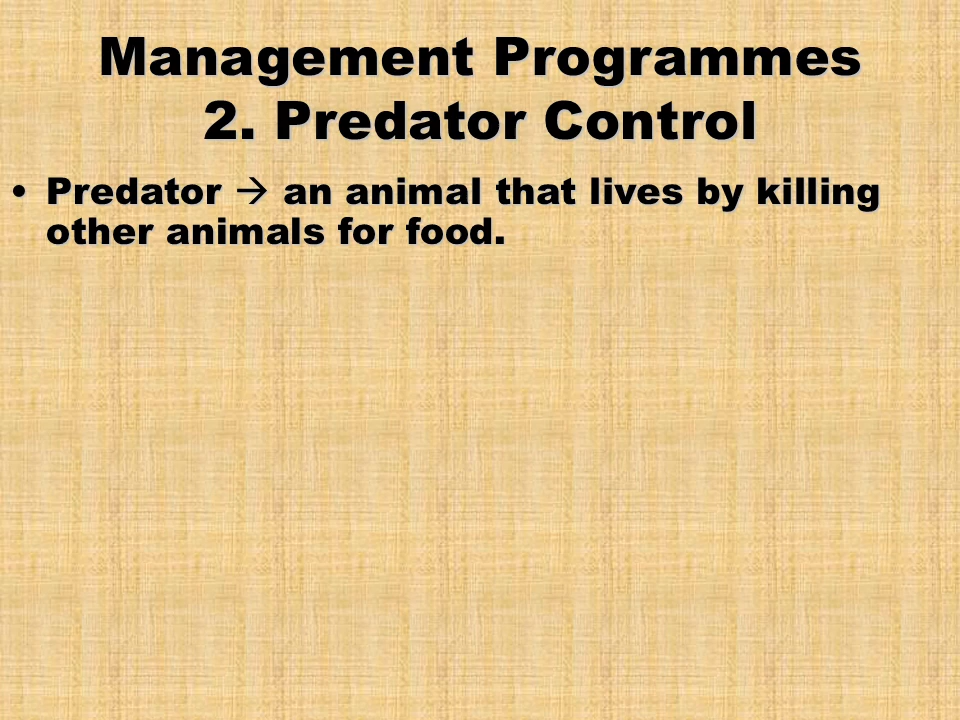 Management Programmes
2. Predator Control
• Predator → an animal that lives by killing
other animals for food.